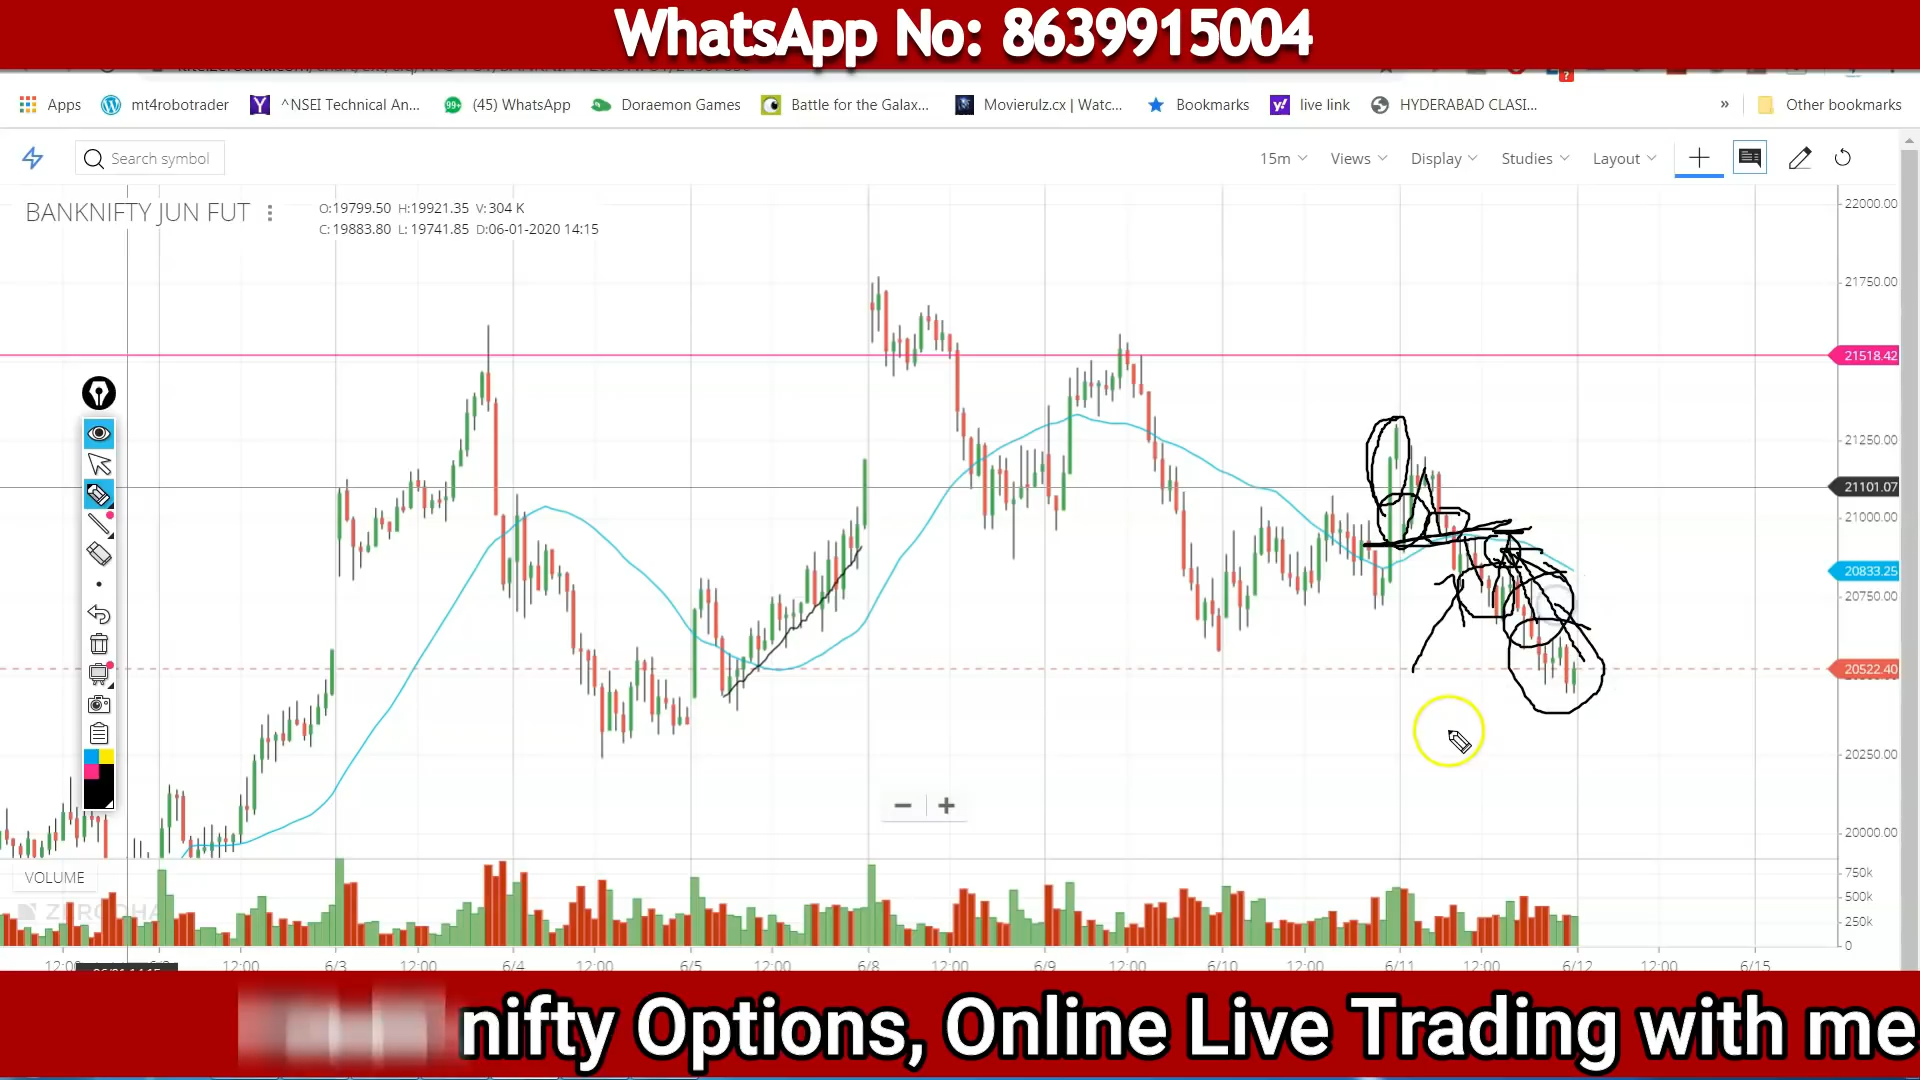 WhatsApp No: 8639915004
Apps mt4robotrader ^NSEI Technical An... (45) WhatsApp Doraemon Games Battle for the Galax... Movierulz.cx | Watc... Bookmarks live link HYDERABAD CLASI... » Other bookmarks
Search symbol 15m Views Display Studies Layout
BANKNIFTY JUN FUT
O:19799.50 H:19921.35 V: 304 K
C: 19883.80 L: 19741.85 D:06-01-2020 14:15
22000.00
21750.00
21518.42
21250.00
21101.07
21000.00
20833.25
20750.00
20522.40
20250.00
20000.00
VOLUME
750k
500k
250k
0
ZERODHA
12:00 6/3 12:00 6/4 12:00 6/5 12:00 6/8 12:00 6/9 12:00 6/10 12:00 6/11 12:00 6/12 12:00 6/15
nifty Options, Online Live Trading with me